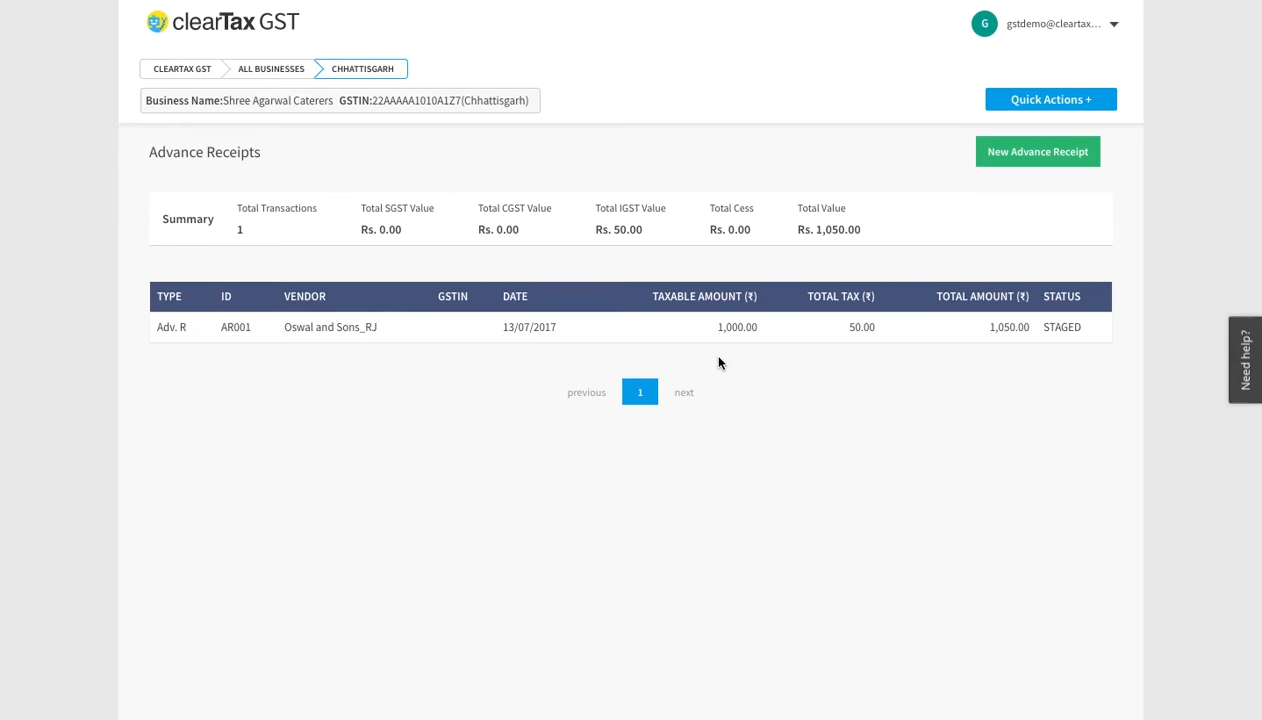 clearTax GST
G gstdemo@cleartax...
CLEARTAX GST ALL BUSINESSES CHHATTISGARH
Business Name:Shree Agarwal Caterers GSTIN:22AAAAA1010A1Z7(Chhattisgarh)
Quick Actions +
Advance Receipts
New Advance Receipt
Summary
Total Transactions Total SGST Value Total CGST Value Total IGST Value Total Cess Total Value
1 Rs. 0.00 Rs. 0.00 Rs. 50.00 Rs. 0.00 Rs. 1,050.00
TYPE ID VENDOR GSTIN DATE TAXABLE AMOUNT (₹) TOTAL TAX (₹) TOTAL AMOUNT (₹) STATUS
Adv. R AR001 Oswal and Sons_RJ 13/07/2017 1,000.00 50.00 1,050.00 STAGED
Need help?
previous 1 next